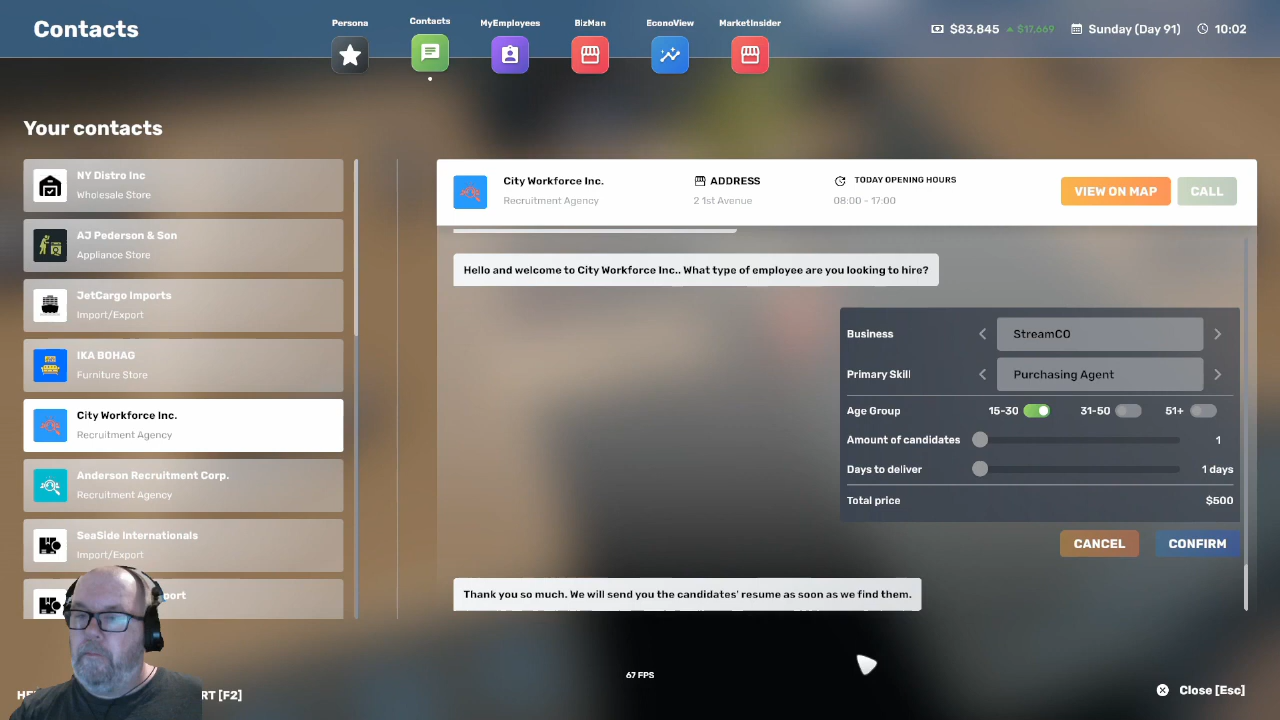 Contacts
Persona
Contacts
MyEmployees
BizMan
EconoView
MarketInsider
$83,845 $17,669
Sunday (Day 91)
10:02
Your contacts
NY Distro Inc
Wholesale Store
AJ Pederson & Son
Appliance Store
JetCargo Imports
Import/Export
IKA BOHAG
Furniture Store
City Workforce Inc.
Recruitment Agency
Anderson Recruitment Corp.
Recruitment Agency
SeaSide Internationals
Import/Export
City Workforce Inc.
Recruitment Agency
ADDRESS
2 1st Avenue
TODAY OPENING HOURS
08:00 - 17:00
VIEW ON MAP
CALL
Hello and welcome to City Workforce Inc.. What type of employee are you looking to hire?
Business
StreamCO
Primary Skill
Purchasing Agent
Age Group
15-30
31-50
51+
Amount of candidates
1
Days to deliver
1 days
Total price
$500
CANCEL
CONFIRM
Thank you so much. We will send you the candidates' resume as soon as we find them.
67 FPS
[F2]
Close [Esc]